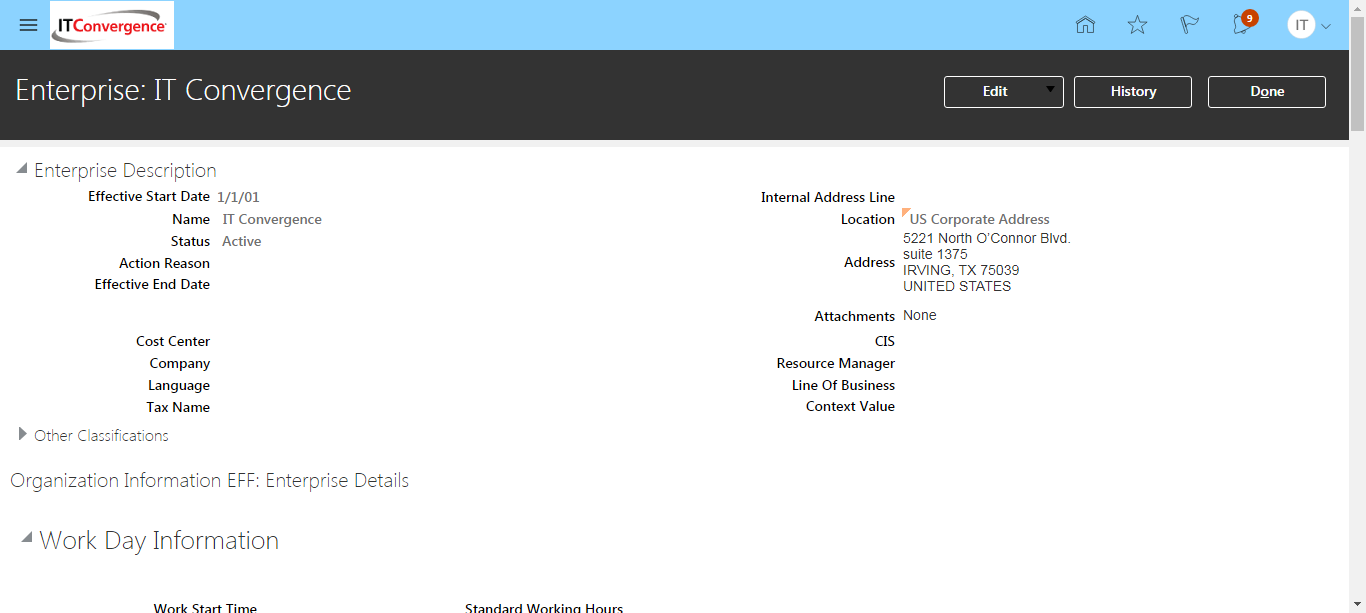 ITConvergence
9
IT
Enterprise: IT Convergence
Edit
History
Done
Enterprise Description
Effective Start Date 1/1/01
Name IT Convergence
Status Active
Action Reason
Effective End Date
Cost Center
Company
Language
Tax Name
Internal Address Line
Location US Corporate Address
Address 5221 North O'Connor Blvd.
suite 1375
IRVING, TX 75039
UNITED STATES
Attachments None
CIS
Resource Manager
Line Of Business
Context Value
Other Classifications
Organization Information EFF: Enterprise Details
Work Day Information
Work Start Time
Standard Working Hours